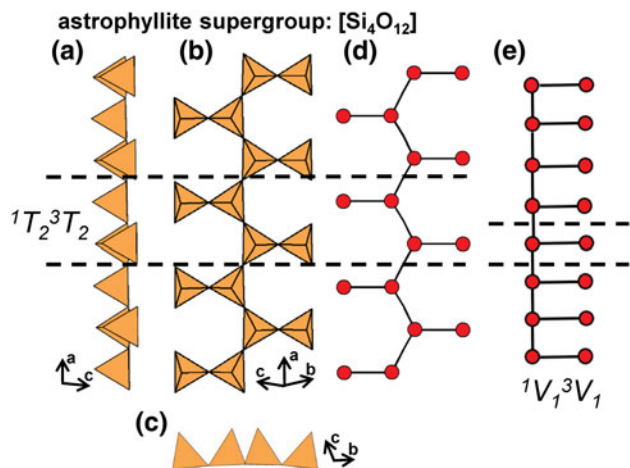 astrophyllite supergroup: [Si₄O₁₂]
(a) (b) (d) (e)
¹T₂³T₂
a c
c a b
¹V₁³V₁
(c)
c b